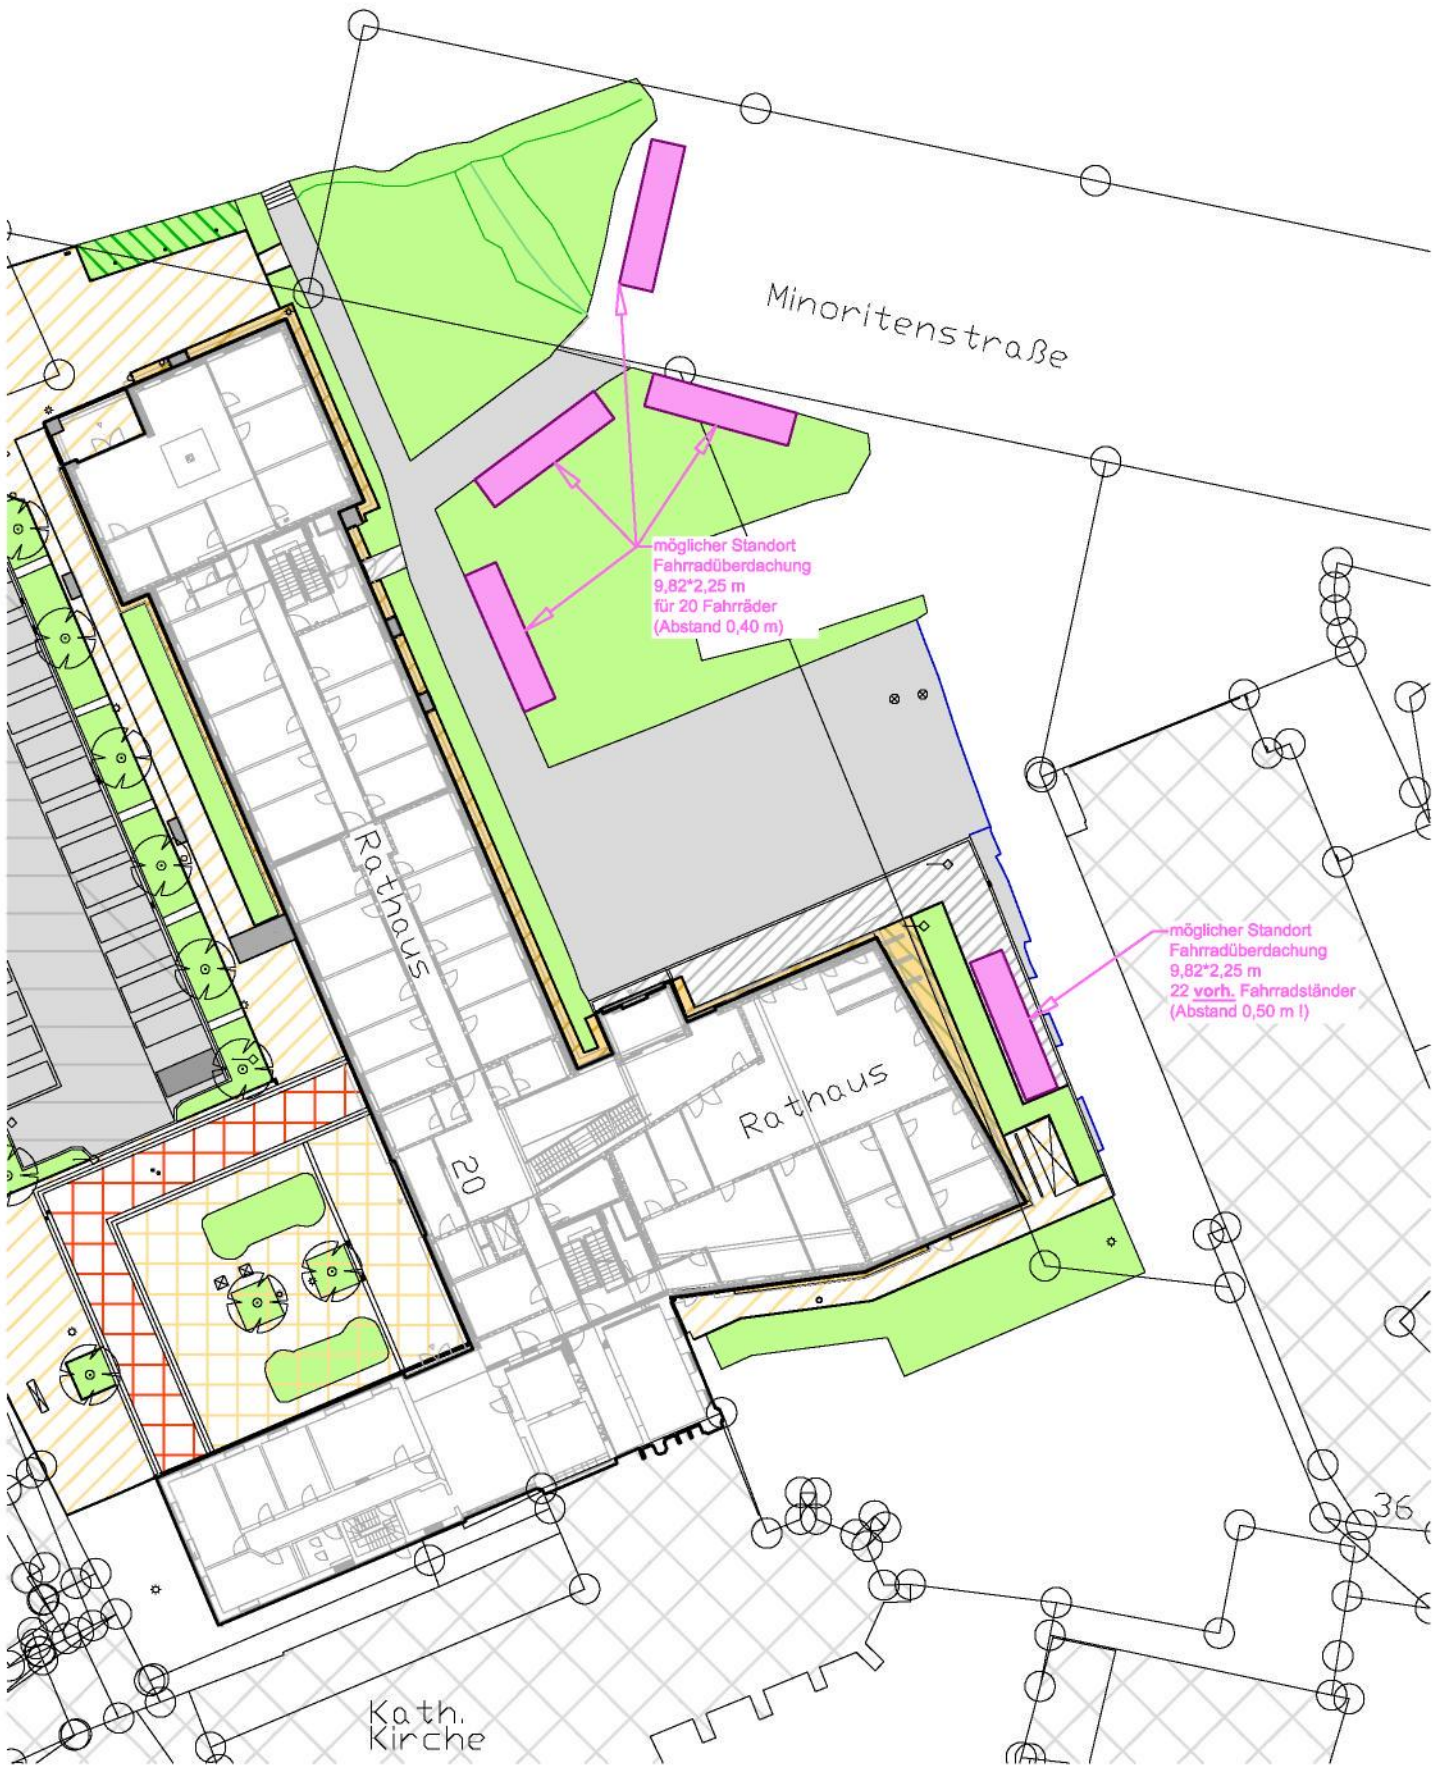 Minoritenstraße
möglicher Standort
Fahrradüberdachung
9,82*2,25 m
für 20 Fahrräder
(Abstand 0,40 m)
Rathaus
möglicher Standort
Fahrradüberdachung
9,82*2,25 m
22 vorh. Fahrradständer
(Abstand 0,50 m !)
Rathaus
20
36
Kath.
Kirche